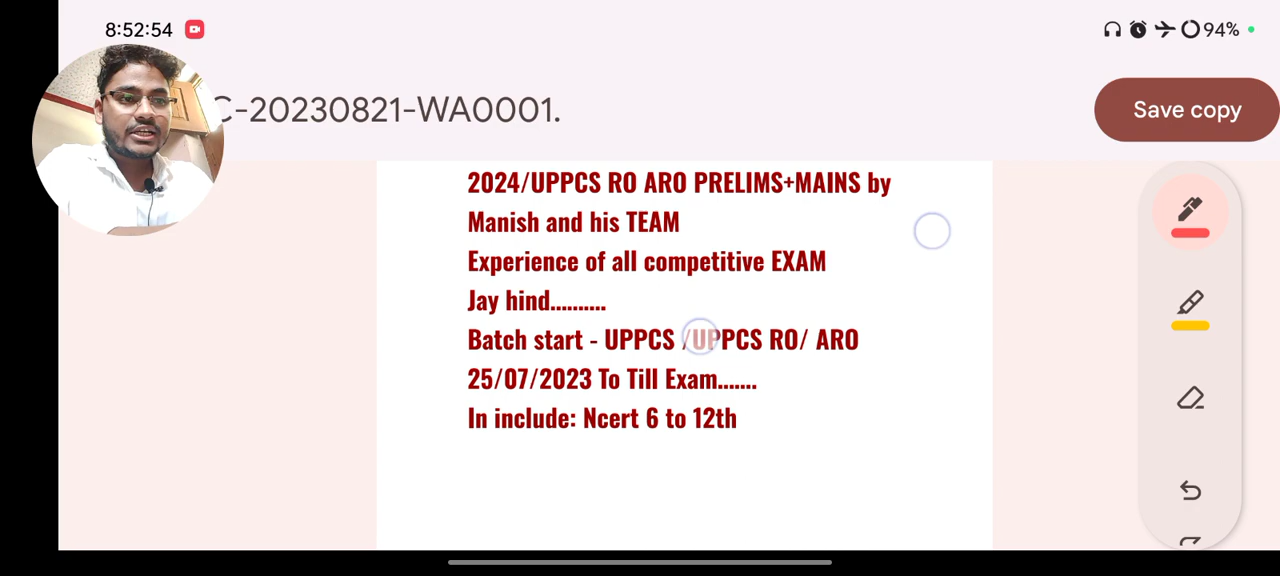 8:52:54
94%
C-20230821-WA0001.
Save copy
2024/UPPCS RO ARO PRELIMS+MAINS by
Manish and his TEAM
Experience of all competitive EXAM
Jay hind..........
Batch start - UPPCS /UPPCS RO/ ARO
25/07/2023 To Till Exam.......
In include: Ncert 6 to 12th